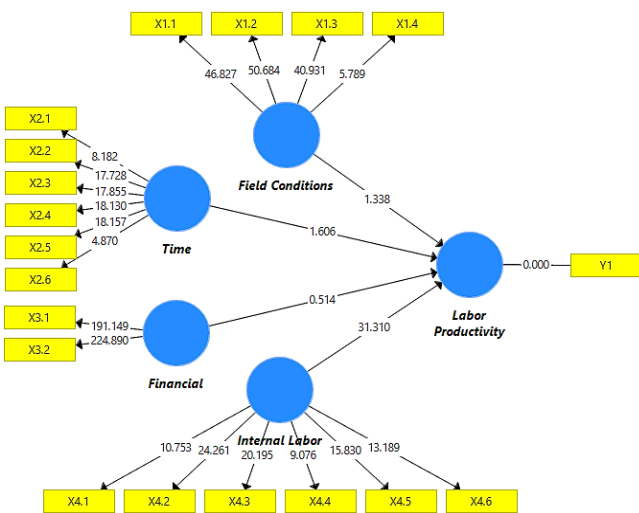 X1.1 X1.2 X1.3 X1.4
46.827 50.684 40.931 5.789
Field Conditions
X2.1
X2.2
X2.3
X2.4
X2.5
X2.6
8.182
17.728
17.855
18.130
18.157
4.870
Time
1.338
1.606
0.514
31.310
Labor
Productivity
0.000
Y1
X3.1
X3.2
191.149
224.890
Financial
Internal Labor
10.753 24.261 20.195 9.076 15.830 13.189
X4.1 X4.2 X4.3 X4.4 X4.5 X4.6